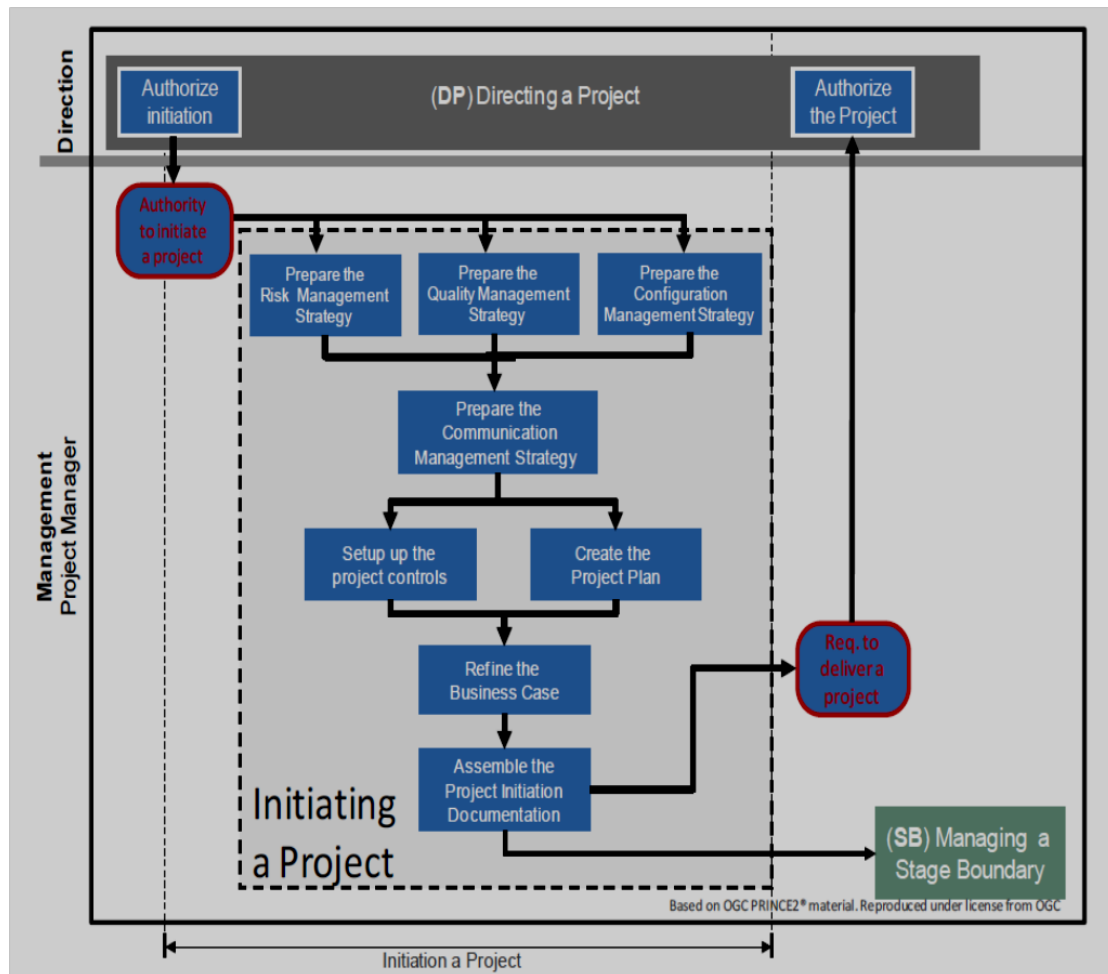 Direction
Authorize
initiation
(DP) Directing a Project
Authorize
the Project
Management
Project Manager
Authority
to initiate
a project
Prepare the
Risk Management
Strategy
Prepare the
Quality Management
Strategy
Prepare the
Configuration
Management Strategy
Prepare the
Communication
Management Strategy
Setup up the
project controls
Create the
Project Plan
Refine the
Business Case
Req. to
deliver a
project
Assemble the
Project Initiation
Documentation
Initiating
a Project
(SB) Managing a
Stage Boundary
Based on OGC PRINCE2® material. Reproduced under license from OGC
Initiation a Project